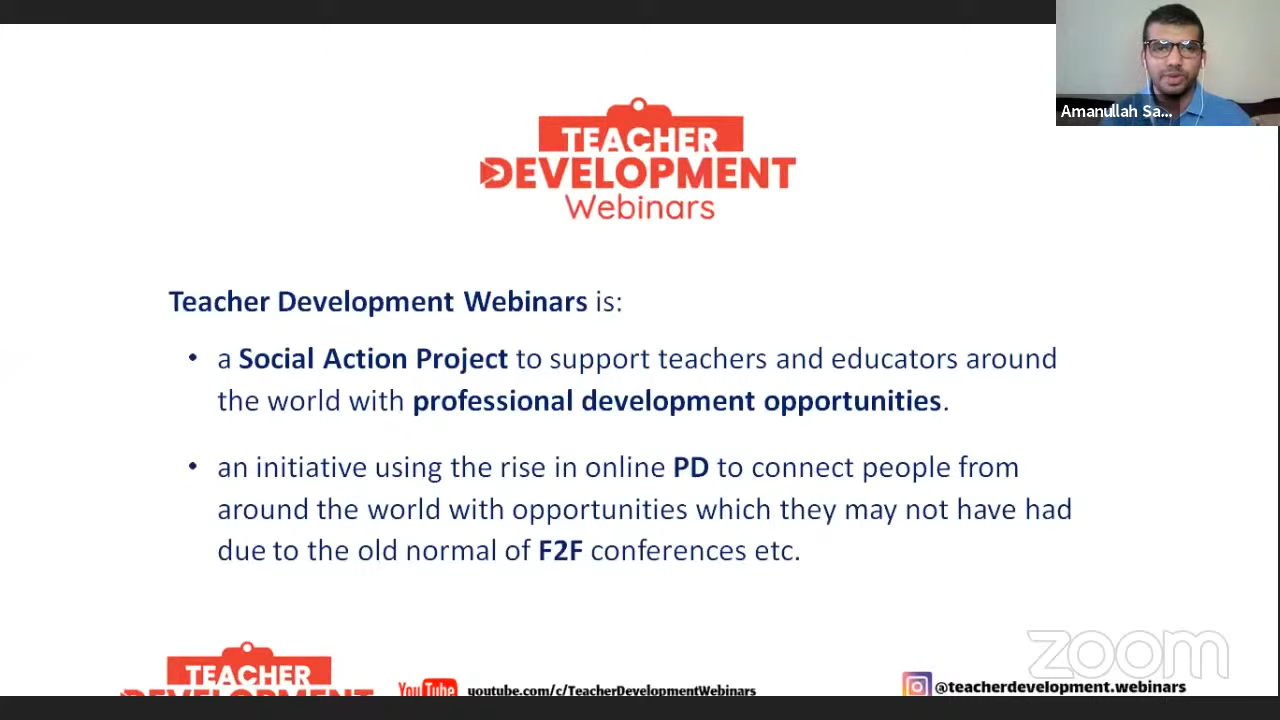 Amanullah Sa...
TEACHER
DEVELOPMENT
Webinars
Teacher Development Webinars is:
• a Social Action Project to support teachers and educators around
the world with professional development opportunities.
• an initiative using the rise in online PD to connect people from
around the world with opportunities which they may not have had
due to the old normal of F2F conferences etc.
zoom
TEACHER
DEVELOPMENT
YouTube youtube.com/c/TeacherDevelopmentWebinars
@teacherdevelopment.webinars